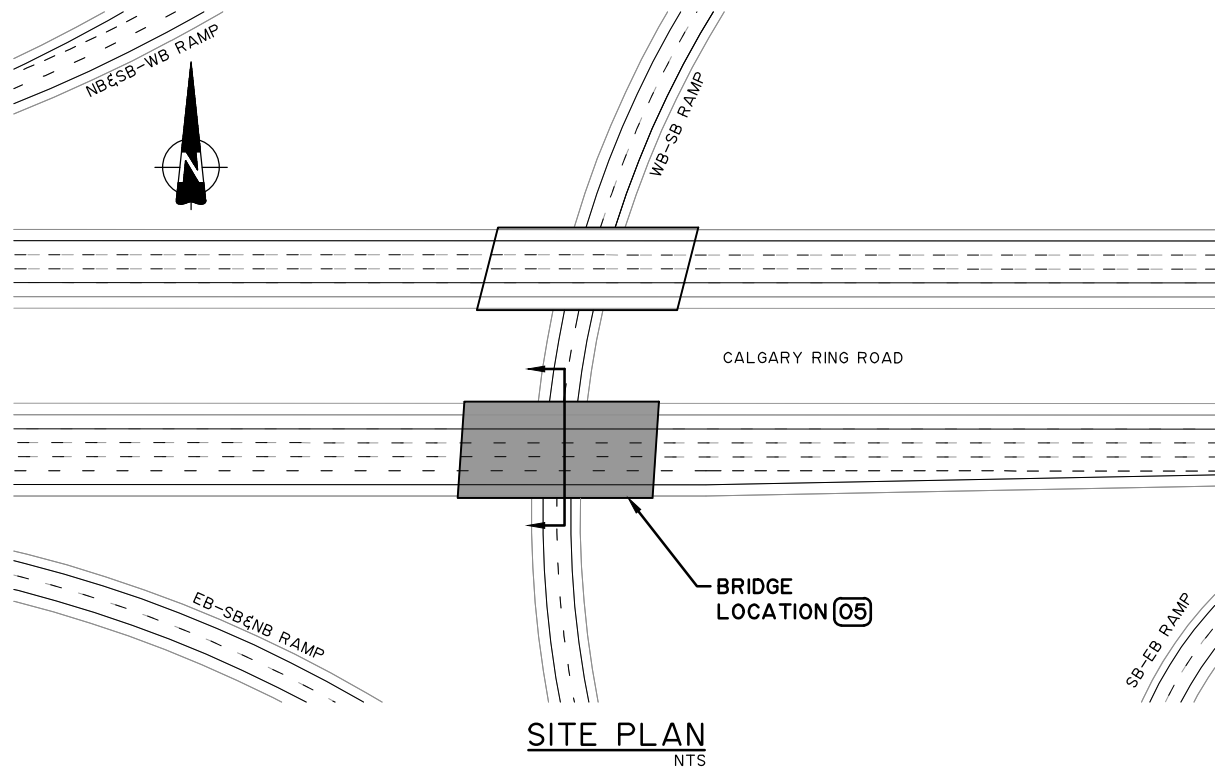 NB&SB-WB RAMP
WB-SB RAMP
N
CALGARY RING ROAD
BRIDGE
LOCATION 05
EB-SB&NB RAMP
SB-EB RAMP
SITE PLAN
NTS